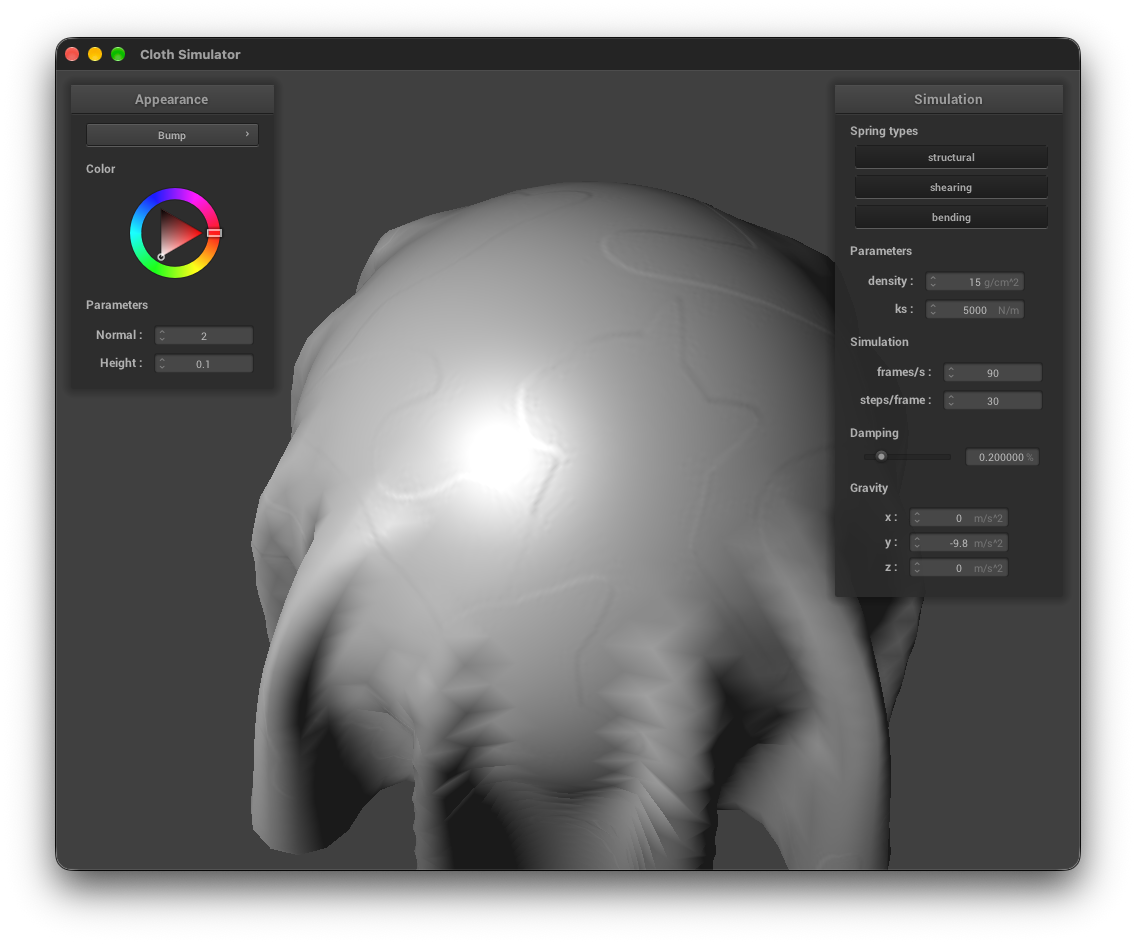 Cloth Simulator
Appearance
Bump
Color
Parameters
Normal : 2
Height : 0.1
Simulation
Spring types
structural
shearing
bending
Parameters
density : 15 g/cm^2
ks : 5000 N/m
Simulation
frames/s : 90
steps/frame : 30
Damping
0.200000 %
Gravity
x : 0 m/s^2
y : -9.8 m/s^2
z : 0 m/s^2